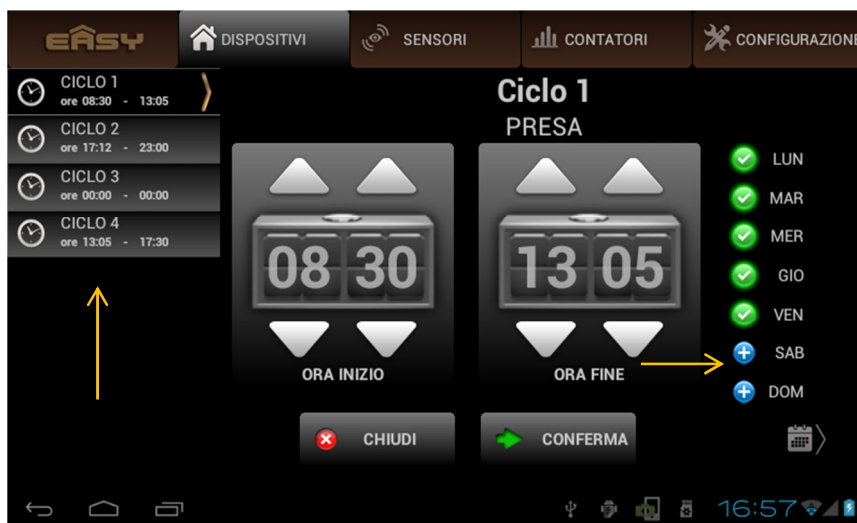 EASY
DISPOSITIVI
SENSORI
CONTATORI
CONFIGURAZIONE
CICLO 1
ore 08:30 - 13:05
CICLO 2
ore 17:12 - 23:00
CICLO 3
ore 00:00 - 00:00
CICLO 4
ore 13:05 - 17:30
Ciclo 1
PRESA
08 30
ORA INIZIO
13 05
ORA FINE
LUN
MAR
MER
GIO
VEN
SAB
DOM
CHIUDI
CONFERMA
16:57